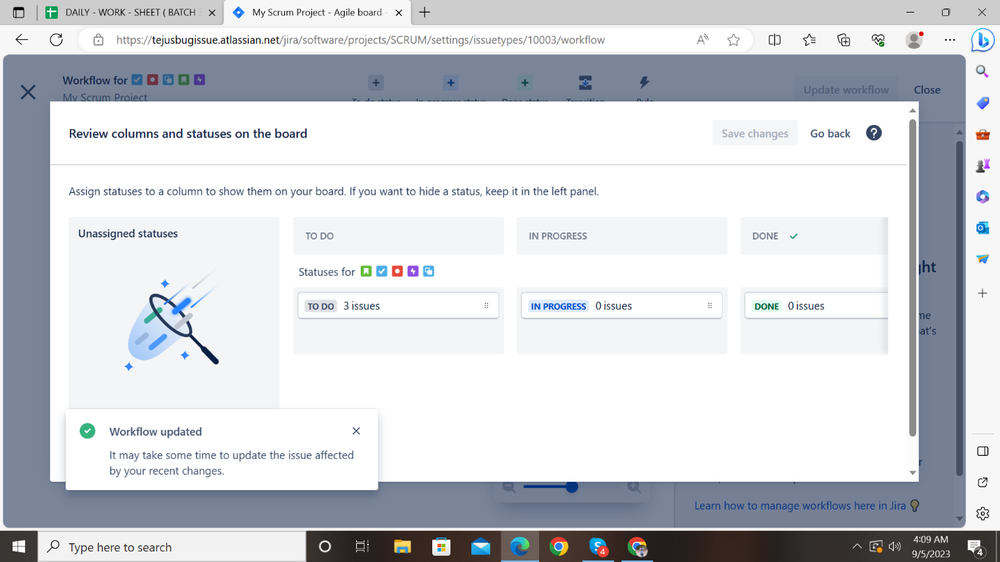 DAILY - WORK - SHEET ( BATCH
My Scrum Project - Agile board -
https://tejusbugissue.atlassian.net/jira/software/projects/SCRUM/settings/issuetypes/10003/workflow
Workflow for
My Scrum Project
Update workflow
Close
Review columns and statuses on the board
Save changes
Go back
Assign statuses to a column to show them on your board. If you want to hide a status, keep it in the left panel.
Unassigned statuses
TO DO
IN PROGRESS
DONE
Statuses for
TO DO 3 issues
IN PROGRESS 0 issues
DONE 0 issues
Workflow updated
It may take some time to update the issue affected
by your recent changes.
Learn how to manage workflows here in Jira
Type here to search
4
4:09 AM
9/5/2023
4